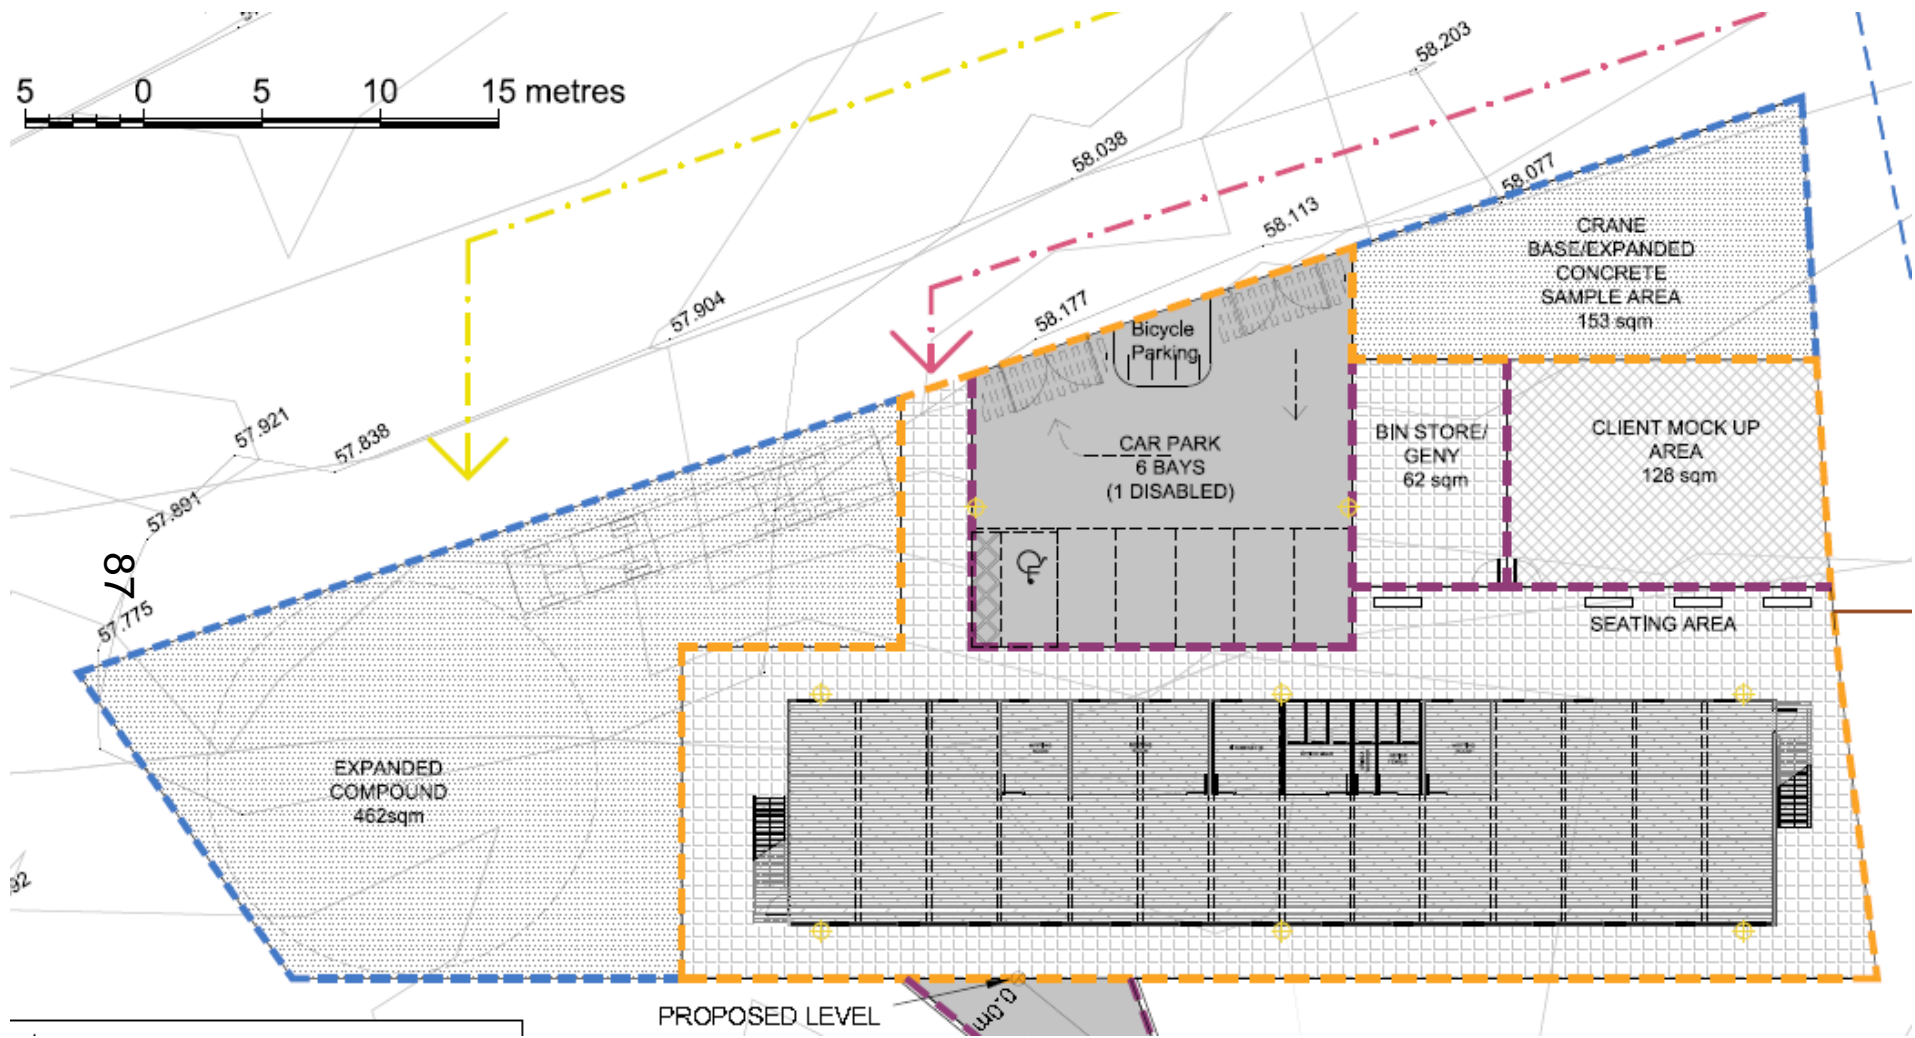 58.203
5 0 5 10 15 metres
58.038
58.077
58.113
CRANE
BASE/EXPANDED
CONCRETE
SAMPLE AREA
153 sqm
57.904
58.177
Bicycle
Parking
57.921
57.838
CAR PARK
6 BAYS
(1 DISABLED)
BIN STORE/
GENY
62 sqm
CLIENT MOCK UP
AREA
128 sqm
57.891
87
57.775
SEATING AREA
EXPANDED
COMPOUND
462sqm
92
PROPOSED LEVEL
0.0m